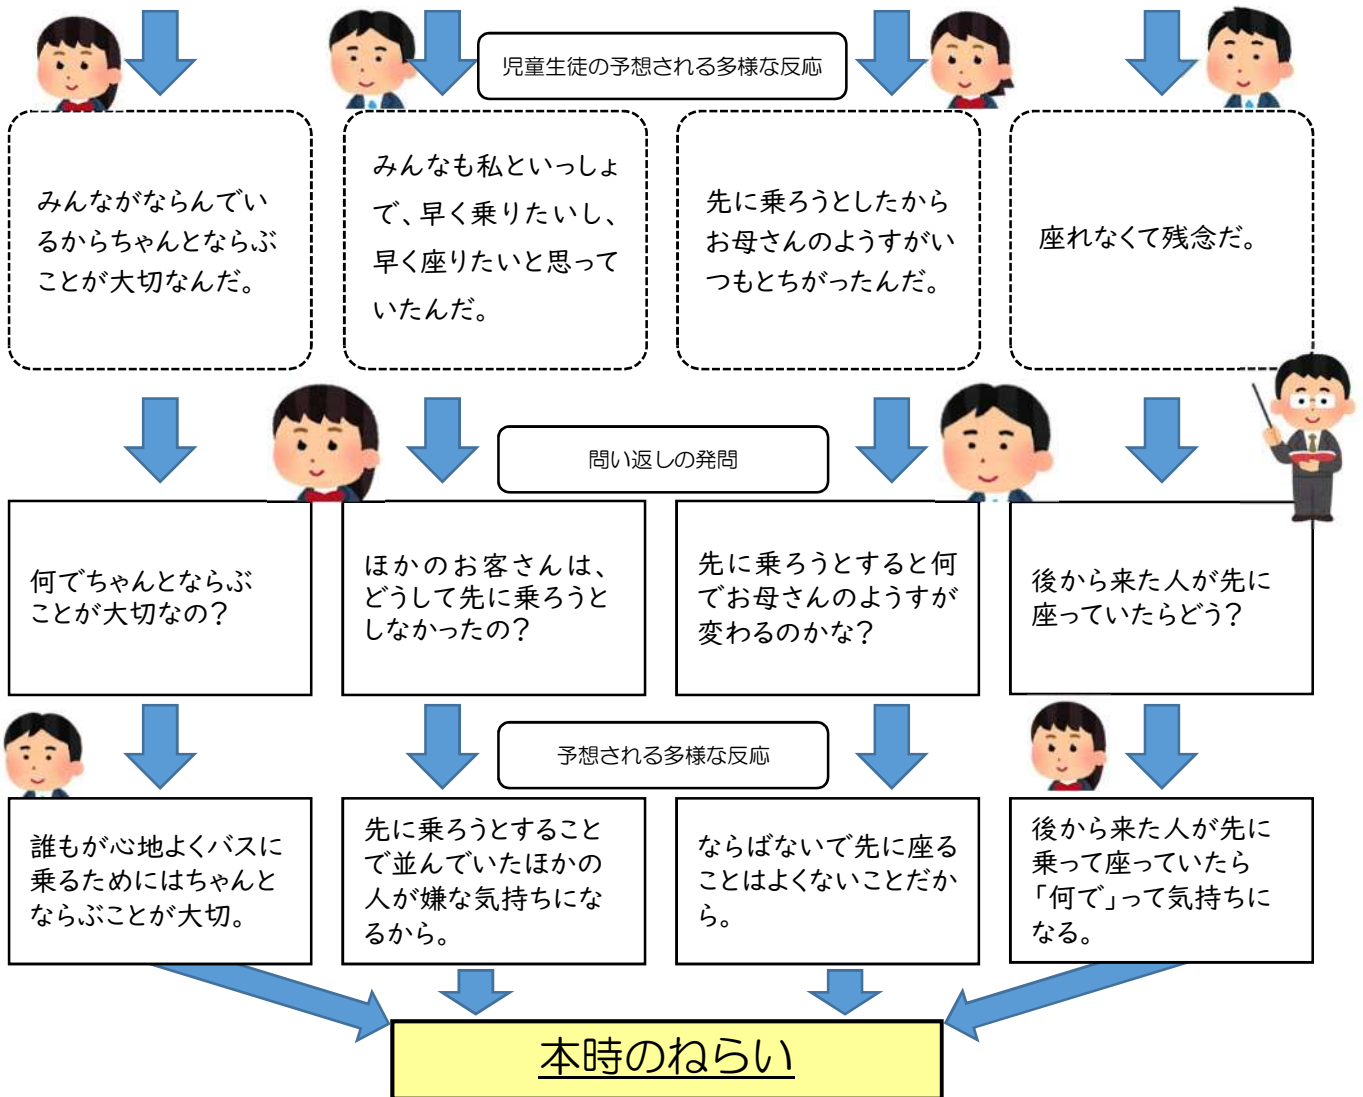 児童生徒の予想される多様な反応
みんながならんでい
るからちゃんとならぶ
ことが大切なんだ。
みんなも私といっしょ
で、早く乗りたいし、
早く座りたいと思って
いたんだ。
先に乗ろうとしたから
お母さんのようすがい
つもとちがったんだ。
座れなくて残念だ。
問い返しの発問
何でちゃんとならぶ
ことが大切なの?
ほかのお客さんは、
どうして先に乗ろうと
しなかったの?
先に乗ろうとすると何
でお母さんのようすが
変わるのかな?
後から来た人が先に
座っていたらどう?
予想される多様な反応
誰もが心地よくバスに
乗るためにはちゃんと
ならぶことが大切。
先に乗ろうとすること
で並んでいたほかの
人が嫌な気持ちにな
るから。
ならばないで先に座る
ことはよくないことだか
ら。
後から来た人が先に
乗って座っていたら
「何で」って気持ちに
なる。
本時のねらい